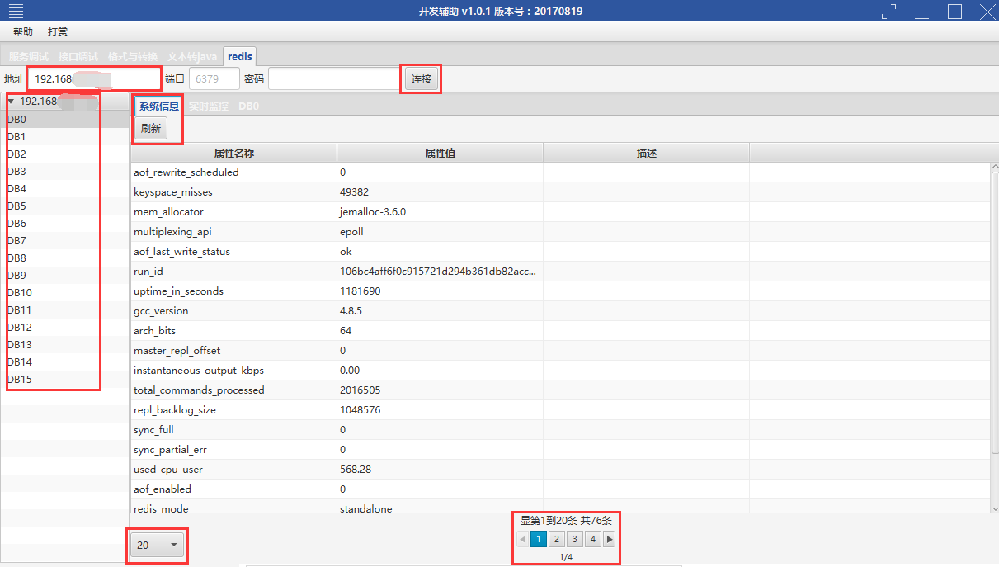 开发辅助 v1.0.1 版本号：20170819
帮助 打赏
服务调试 接口调试 格式与转换 文本转java redis
地址 192.168 端口 6379 密码 连接
192.168
DB0
DB1
DB2
DB3
DB4
DB5
DB6
DB7
DB8
DB9
DB10
DB11
DB12
DB13
DB14
DB15
系统信息 实时监控 DB0
刷新
属性名称 属性值 描述
aof_rewrite_scheduled 0
keyspace_misses 49382
mem_allocator jemalloc-3.6.0
multiplexing_api epoll
aof_last_write_status ok
run_id 106bc4aff6f0c915721d294b361db82acc...
uptime_in_seconds 1181690
gcc_version 4.8.5
arch_bits 64
master_repl_offset 0
instantaneous_output_kbps 0.00
total_commands_processed 2016505
repl_backlog_size 1048576
sync_full 0
sync_partial_err 0
used_cpu_user 568.28
aof_enabled 0
redis_mode standalone
20
显第1到20条 共76条
1 2 3 4
1/4